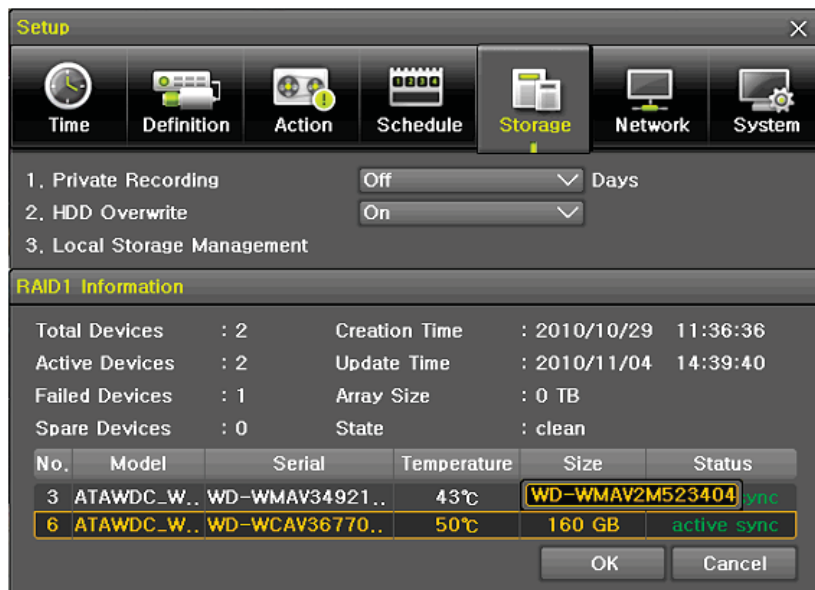 Setup
Time Definition Action Schedule Storage Network System
1. Private Recording Off Days
2. HDD Overwrite On
3. Local Storage Management
RAID1 Information
Total Devices : 2 Creation Time : 2010/10/29 11:36:36
Active Devices : 2 Update Time : 2010/11/04 14:39:40
Failed Devices : 1 Array Size : 0 TB
Spare Devices : 0 State : clean
No. Model Serial Temperature Size Status
3 ATAWDC_W.. WD-WMAV34921.. 43℃ WD-WMAV2M523404 ync
6 ATAWDC_W.. WD-WCAV36770.. 50℃ 160 GB active sync
OK Cancel